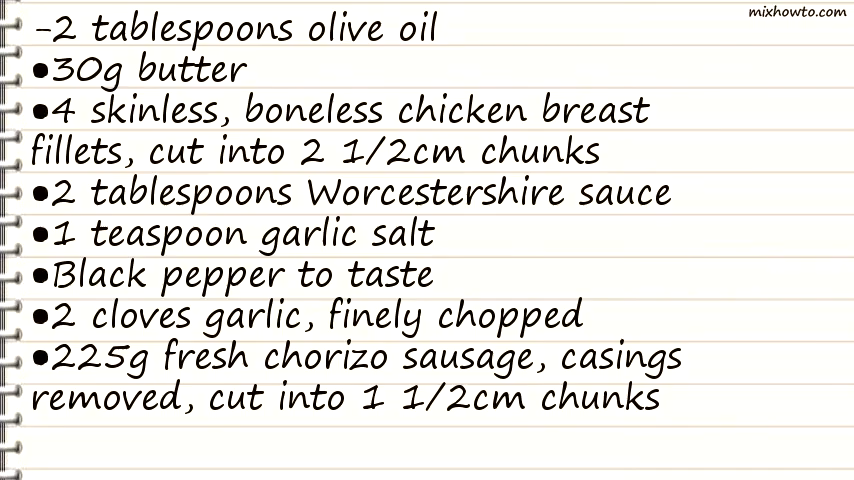 mixhowto.com
-2 tablespoons olive oil
•30g butter
•4 skinless, boneless chicken breast
fillets, cut into 2 1/2cm chunks
•2 tablespoons Worcestershire sauce
•1 teaspoon garlic salt
•Black pepper to taste
•2 cloves garlic, finely chopped
•225g fresh chorizo sausage, casings
removed, cut into 1 1/2cm chunks